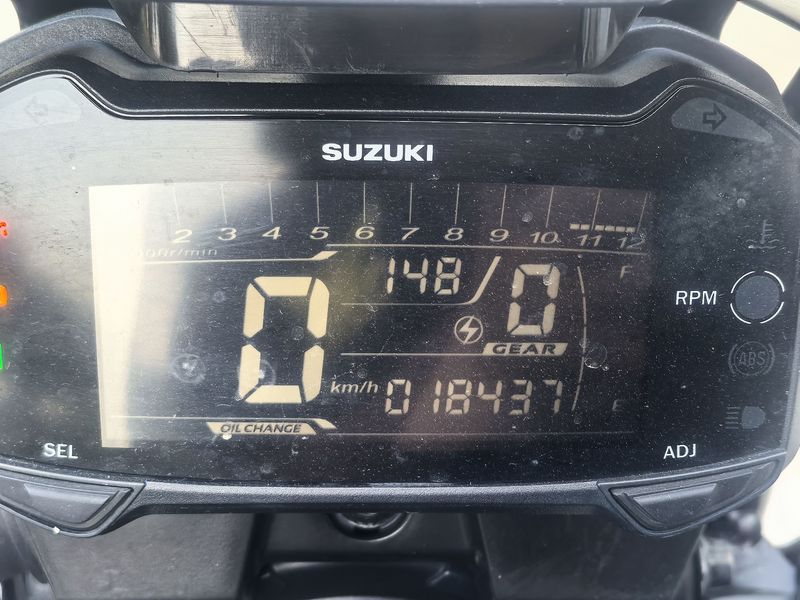 SUZUKI
2 3 4 5 6 7 8 9 10 11 12
r/min
148 0 F
RPM
GEAR
ABS
0 km/h 018437 E
OIL CHANGE
SEL ADJ